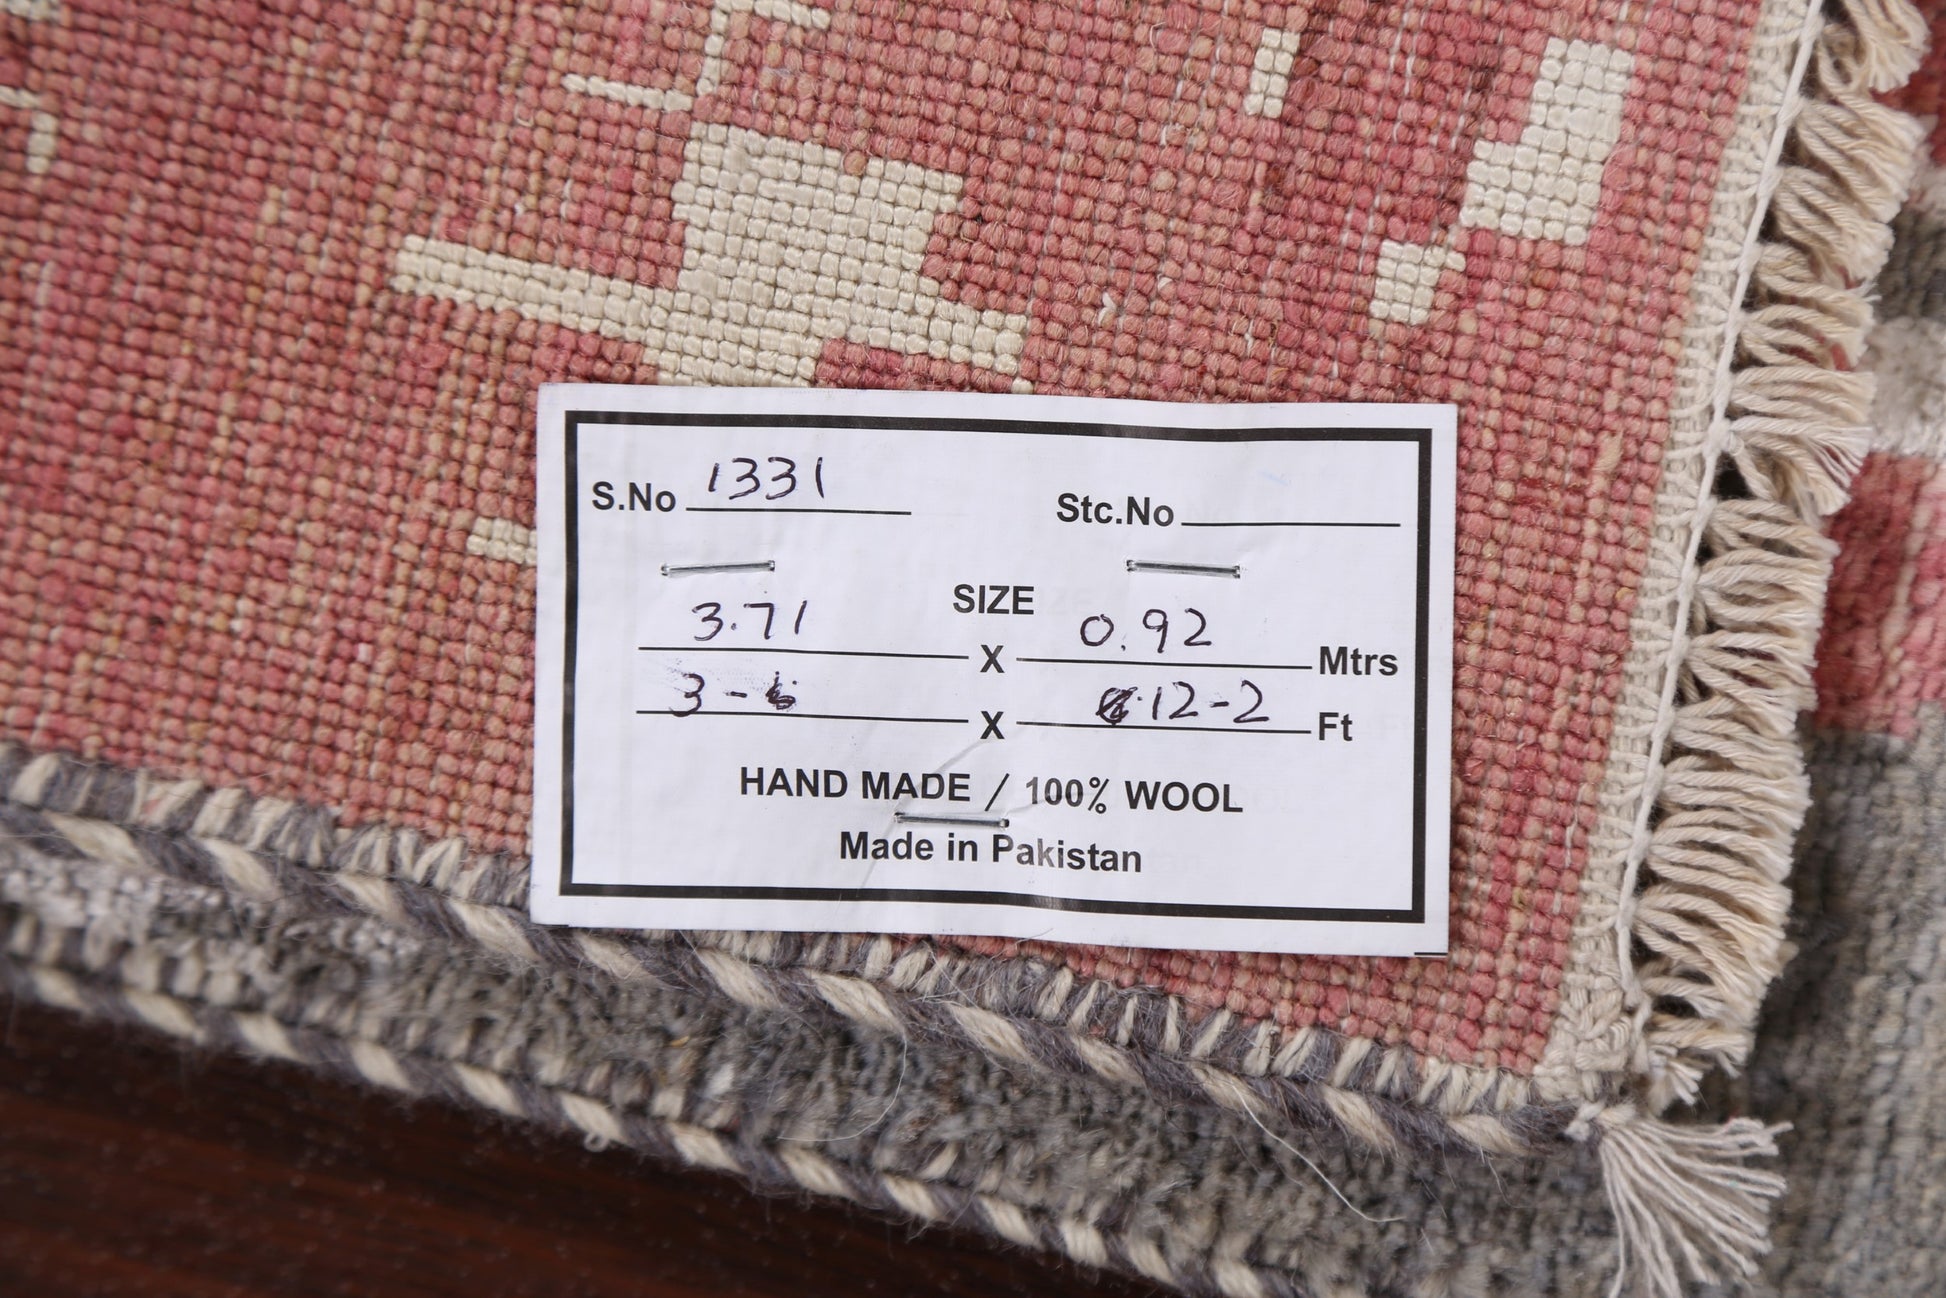 S.No 1331 Stc.No
SIZE
3.71 X 0.92 Mtrs
3- X 12-2 Ft
HAND MADE / 100% WOOL
Made in Pakistan